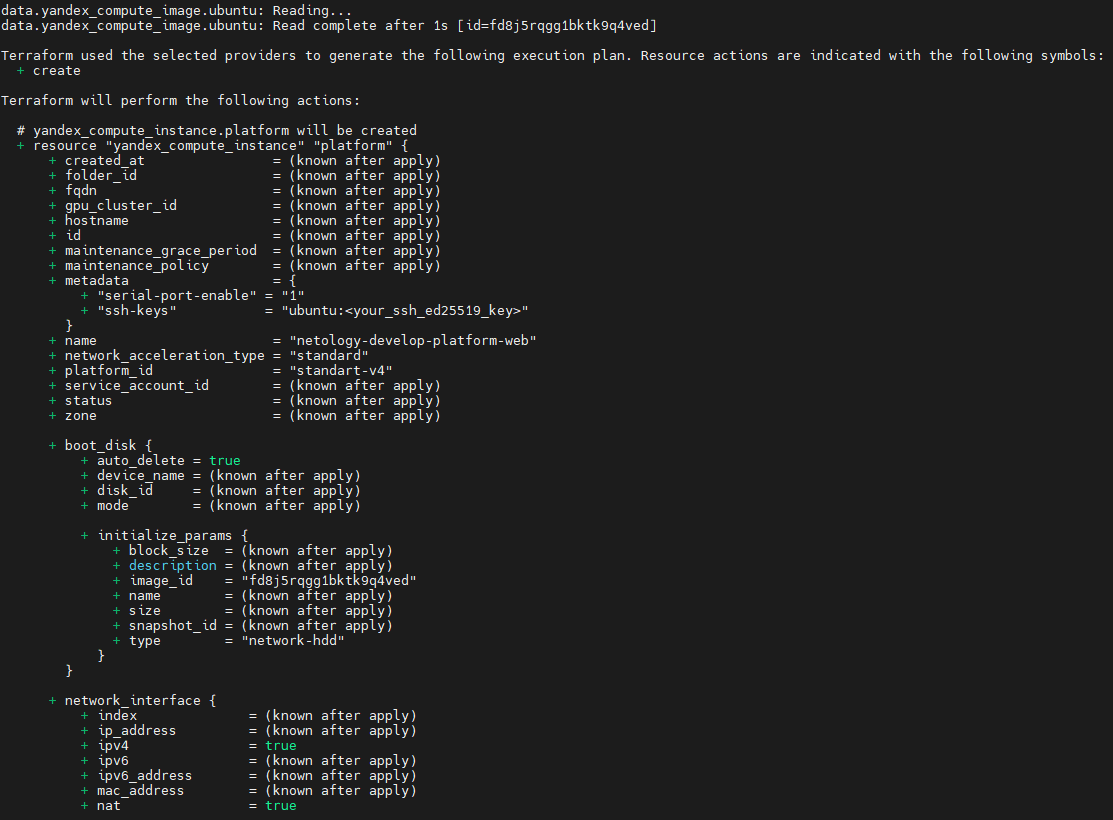 data.yandex_compute_image.ubuntu: Reading...
data.yandex_compute_image.ubuntu: Read complete after 1s [id=fd8j5rqgg1bktk9q4ved]

Terraform used the selected providers to generate the following execution plan. Resource actions are indicated with the following symbols:
  + create

Terraform will perform the following actions:

  # yandex_compute_instance.platform will be created
  + resource "yandex_compute_instance" "platform" {
      + created_at                = (known after apply)
      + folder_id                 = (known after apply)
      + fqdn                      = (known after apply)
      + gpu_cluster_id            = (known after apply)
      + hostname                  = (known after apply)
      + id                        = (known after apply)
      + maintenance_grace_period  = (known after apply)
      + maintenance_policy        = (known after apply)
      + metadata                  = {
          + "serial-port-enable" = "1"
          + "ssh-keys"           = "ubuntu:<your_ssh_ed25519_key>"
        }
      + name                      = "netology-develop-platform-web"
      + network_acceleration_type = "standard"
      + platform_id               = "standart-v4"
      + service_account_id        = (known after apply)
      + status                    = (known after apply)
      + zone                      = (known after apply)

      + boot_disk {
          + auto_delete = true
          + device_name = (known after apply)
          + disk_id     = (known after apply)
          + mode        = (known after apply)

          + initialize_params {
              + block_size  = (known after apply)
              + description = (known after apply)
              + image_id    = "fd8j5rqgg1bktk9q4ved"
              + name        = (known after apply)
              + size        = (known after apply)
              + snapshot_id = (known after apply)
              + type        = "network-hdd"
            }
        }

      + network_interface {
          + index              = (known after apply)
          + ip_address         = (known after apply)
          + ipv4               = true
          + ipv6               = (known after apply)
          + ipv6_address       = (known after apply)
          + mac_address        = (known after apply)
          + nat                = true